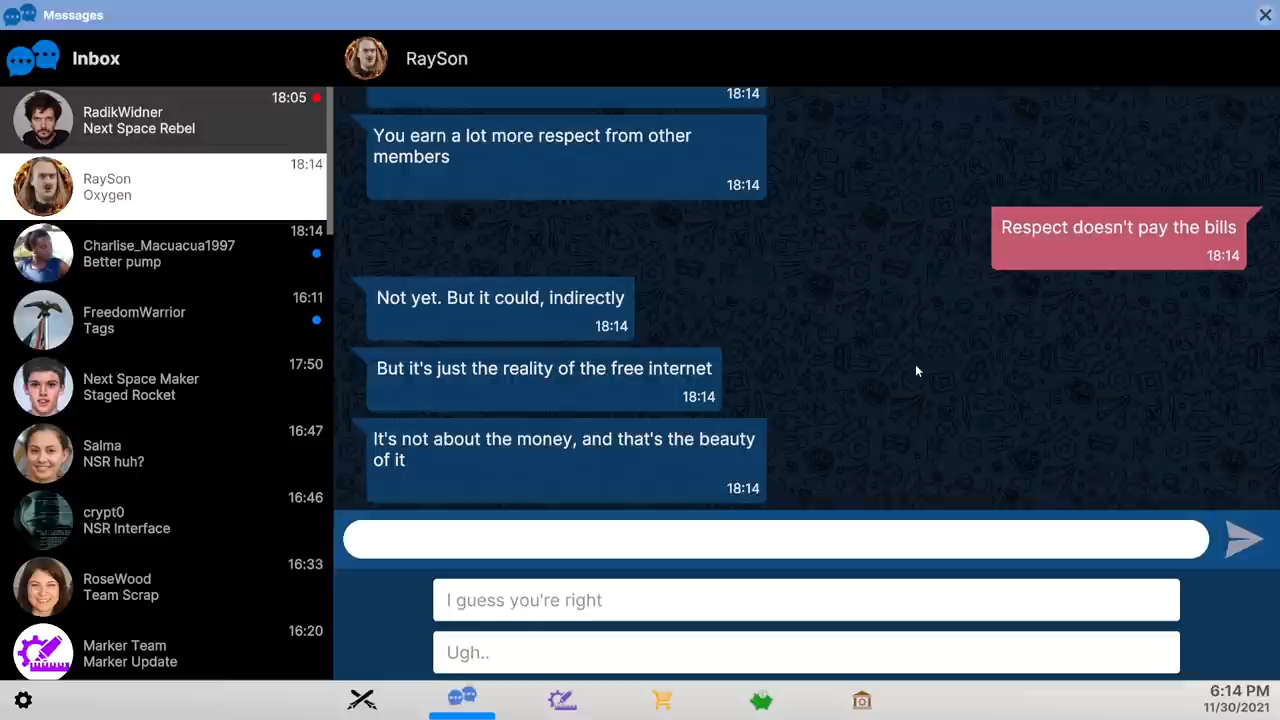 Messages
Inbox
RaySon
18:05
RadikWidner
Next Space Rebel
18:14
RaySon
Oxygen
18:14
Charlise_Macuacua1997
Better pump
16:11
FreedomWarrior
Tags
17:50
Next Space Maker
Staged Rocket
16:47
Salma
NSR huh?
16:46
crypt0
NSR Interface
16:33
RoseWood
Team Scrap
16:20
Marker Team
Marker Update
18:14
You earn a lot more respect from other
members
18:14
Respect doesn't pay the bills
18:14
Not yet. But it could, indirectly
18:14
But it's just the reality of the free internet
18:14
It's not about the money, and that's the beauty
of it
18:14
I guess you're right
Ugh..
6:14 PM
11/30/2021